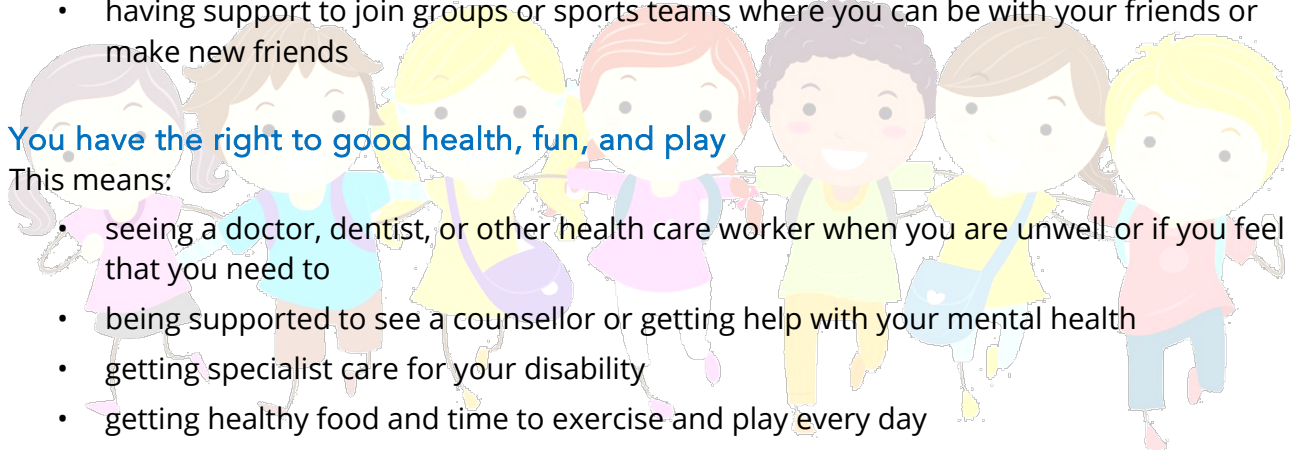 • having support to join groups or sports teams where you can be with your friends or
make new friends
You have the right to good health, fun, and play
This means:
• seeing a doctor, dentist, or other health care worker when you are unwell or if you feel
that you need to
• being supported to see a counsellor or getting help with your mental health
• getting specialist care for your disability
• getting healthy food and time to exercise and play every day